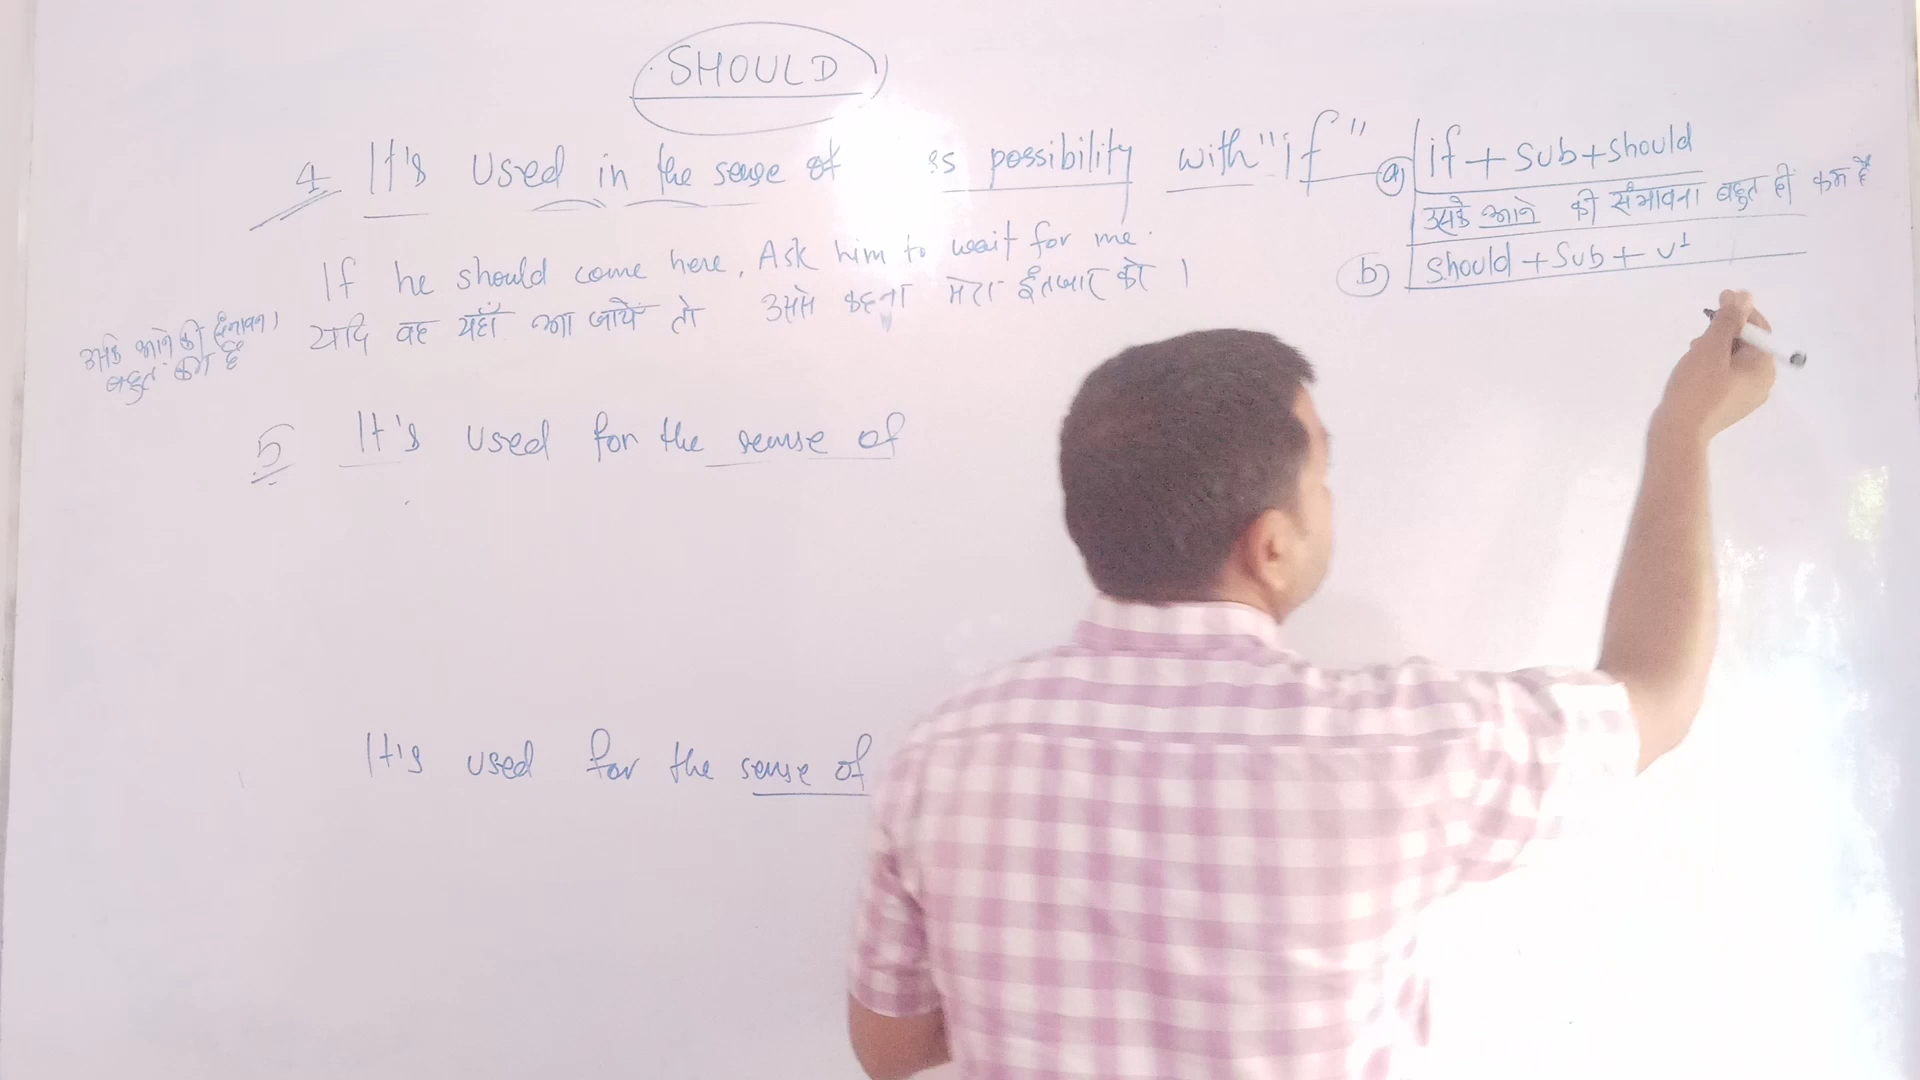 SHOULD
4 It's used in the sense of ss possibility with "if"
If he should come here, Ask him to wait for me.
यदि वह यहाँ आ जाये तो उससे कहना मेरा इंतजार करे ।
उसके आने की संभावना
बहुत कम है
a) if + Sub + should
उसके आने की संभावना बहुत ही कम है
b) Should + Sub + v1
5 It's used for the sense of
It's used for the sense of